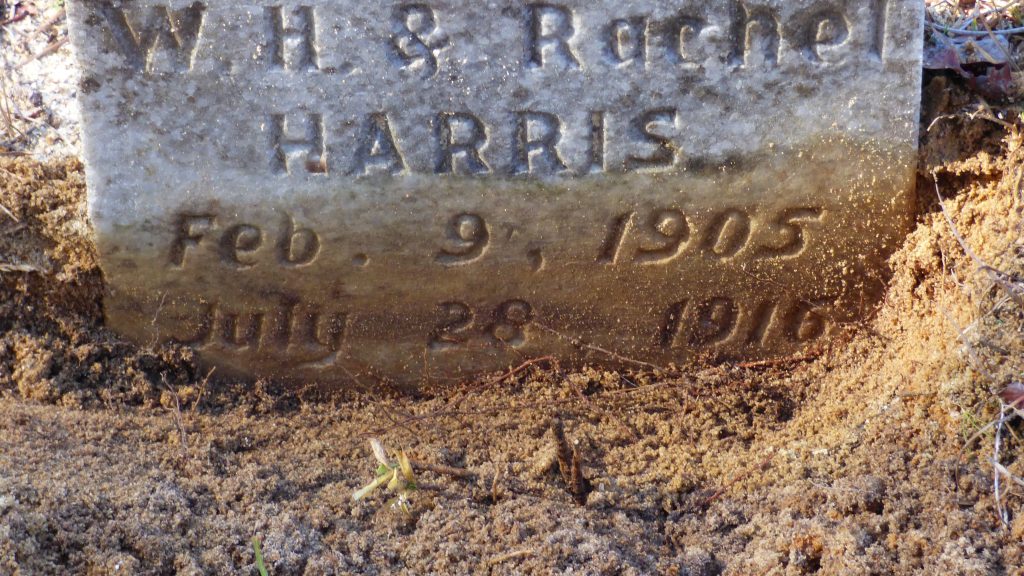 W. H. & Rachel
HARRIS
Feb. 9, 1905
July 28 1916